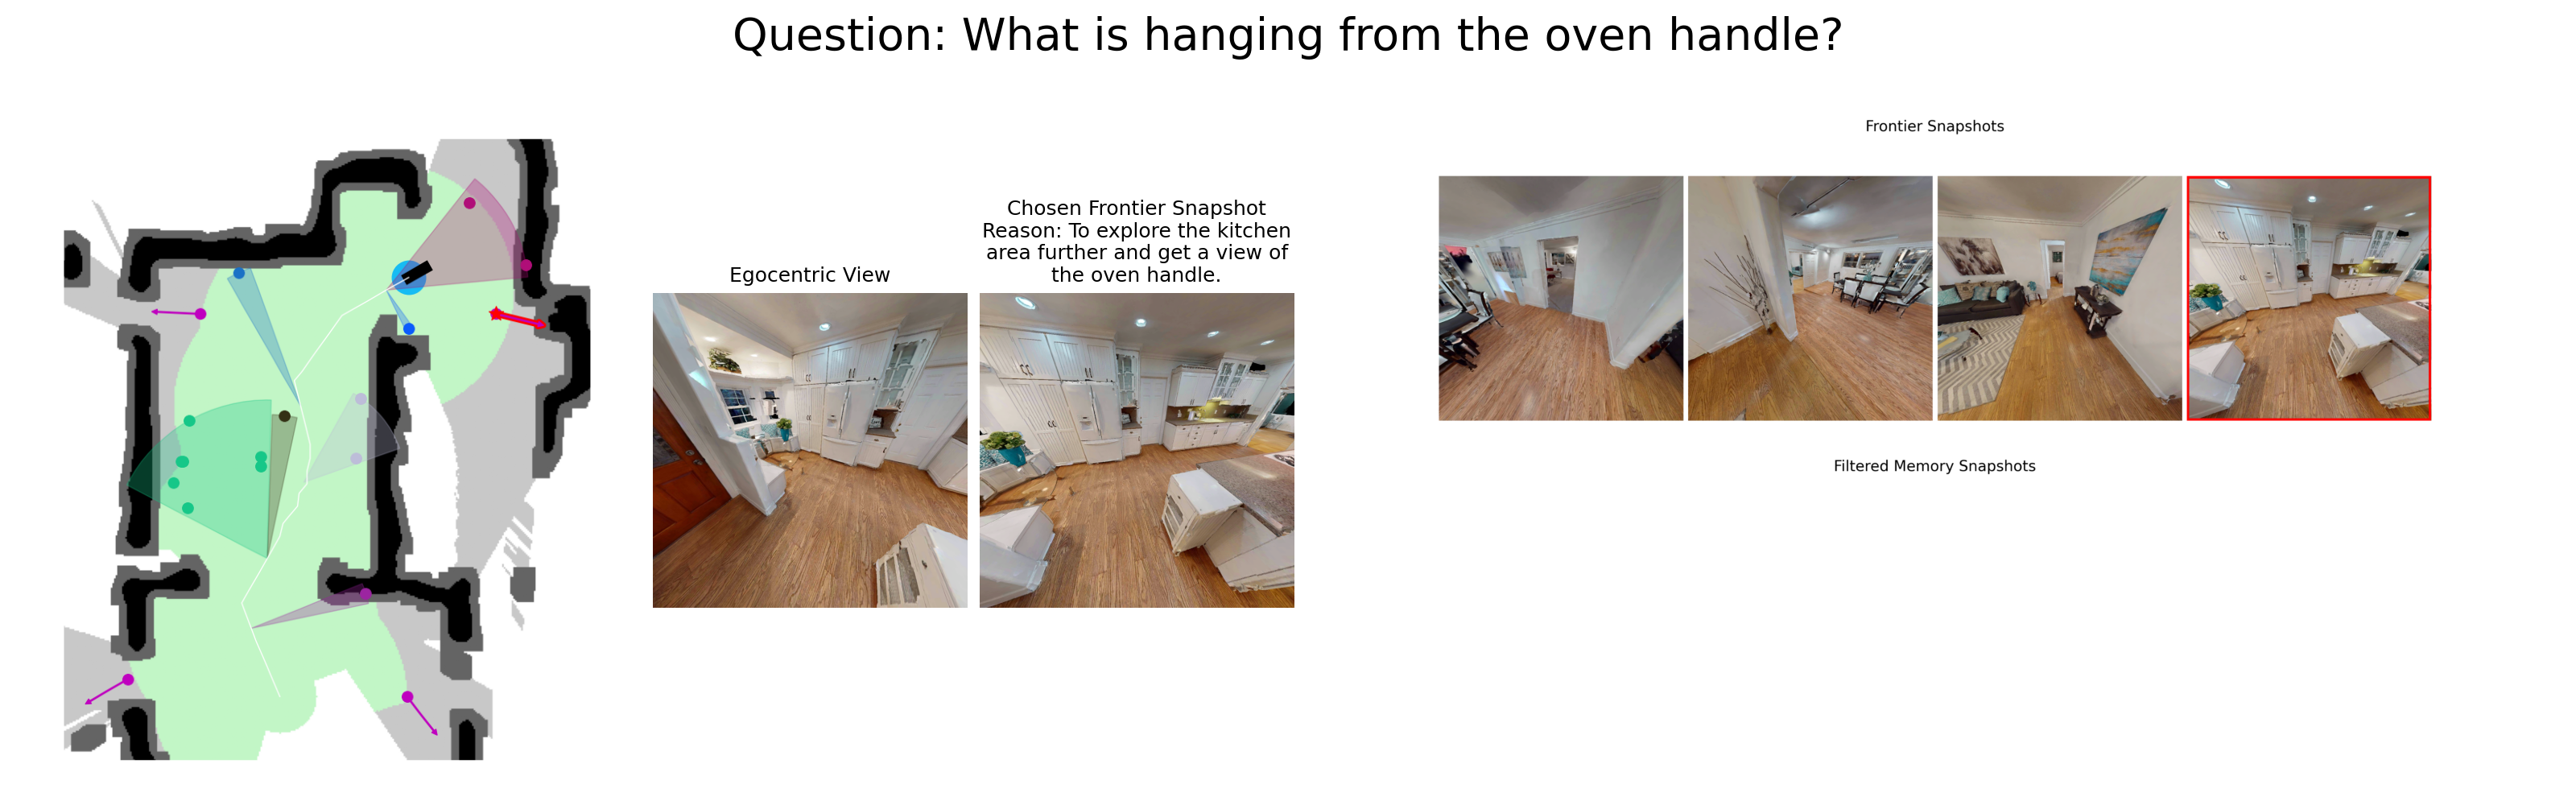 Question: What is hanging from the oven handle?
Frontier Snapshots
Chosen Frontier Snapshot
Reason: To explore the kitchen
area further and get a view of
the oven handle.
Egocentric View
Filtered Memory Snapshots